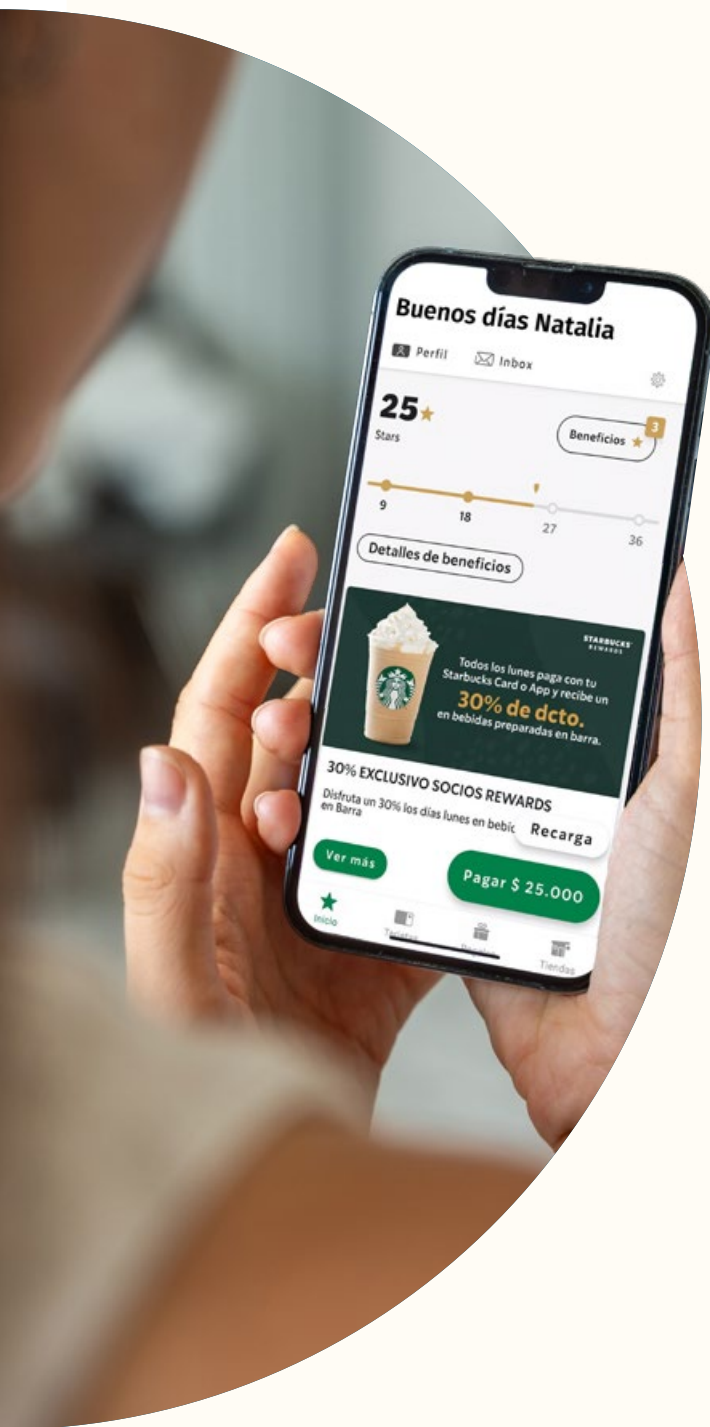 Buenos días Natalia
Perfil
Inbox
25
Stars
Beneficios
3
9
18
27
36
Detalles de beneficios
STARBUCKS®
REWARDS
Todos los lunes paga con tu
Starbucks Card o App y recibe un
30% de dcto.
en bebidas preparadas en barra.
30% EXCLUSIVO SOCIOS REWARDS
Disfruta un 30% los días lunes en
en Barra
Recarga
Ver más
Pagar $ 25.000
Inicio
Tiendas